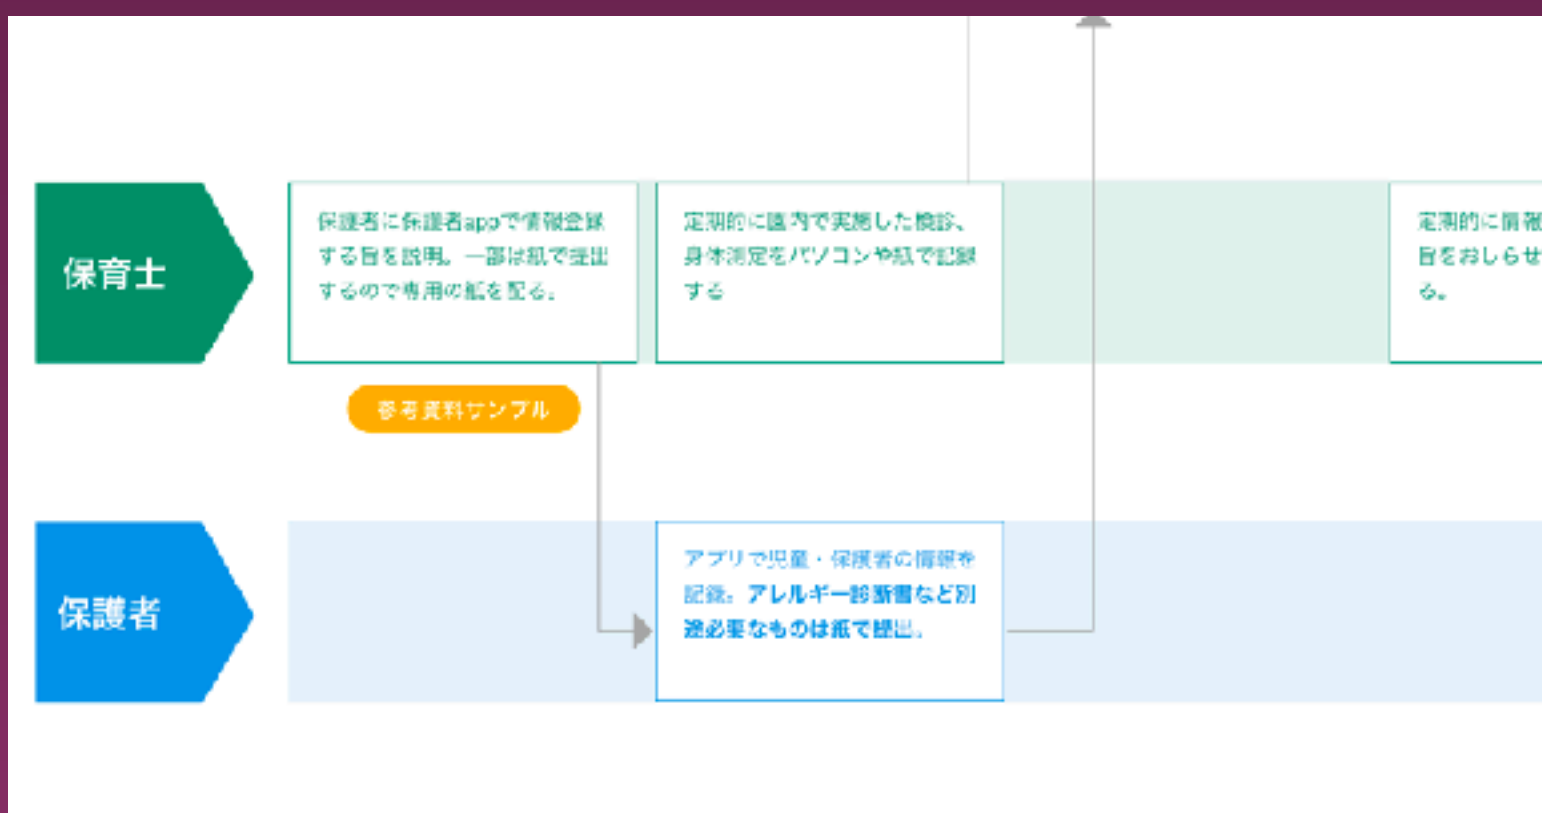 保育士
保護者に保護者appで情報登録
する旨を説明。一部は紙で提出
するので専用の紙を配る。
定期的に園内で実施した検診、
身体測定をパソコンや紙で記録
する
定期的に情報
旨をおしらせ
る。
参考資料サンプル
保護者
アプリで児童・保護者の情報を
記録。アレルギー診断書など別
途必要なものは紙で提出。